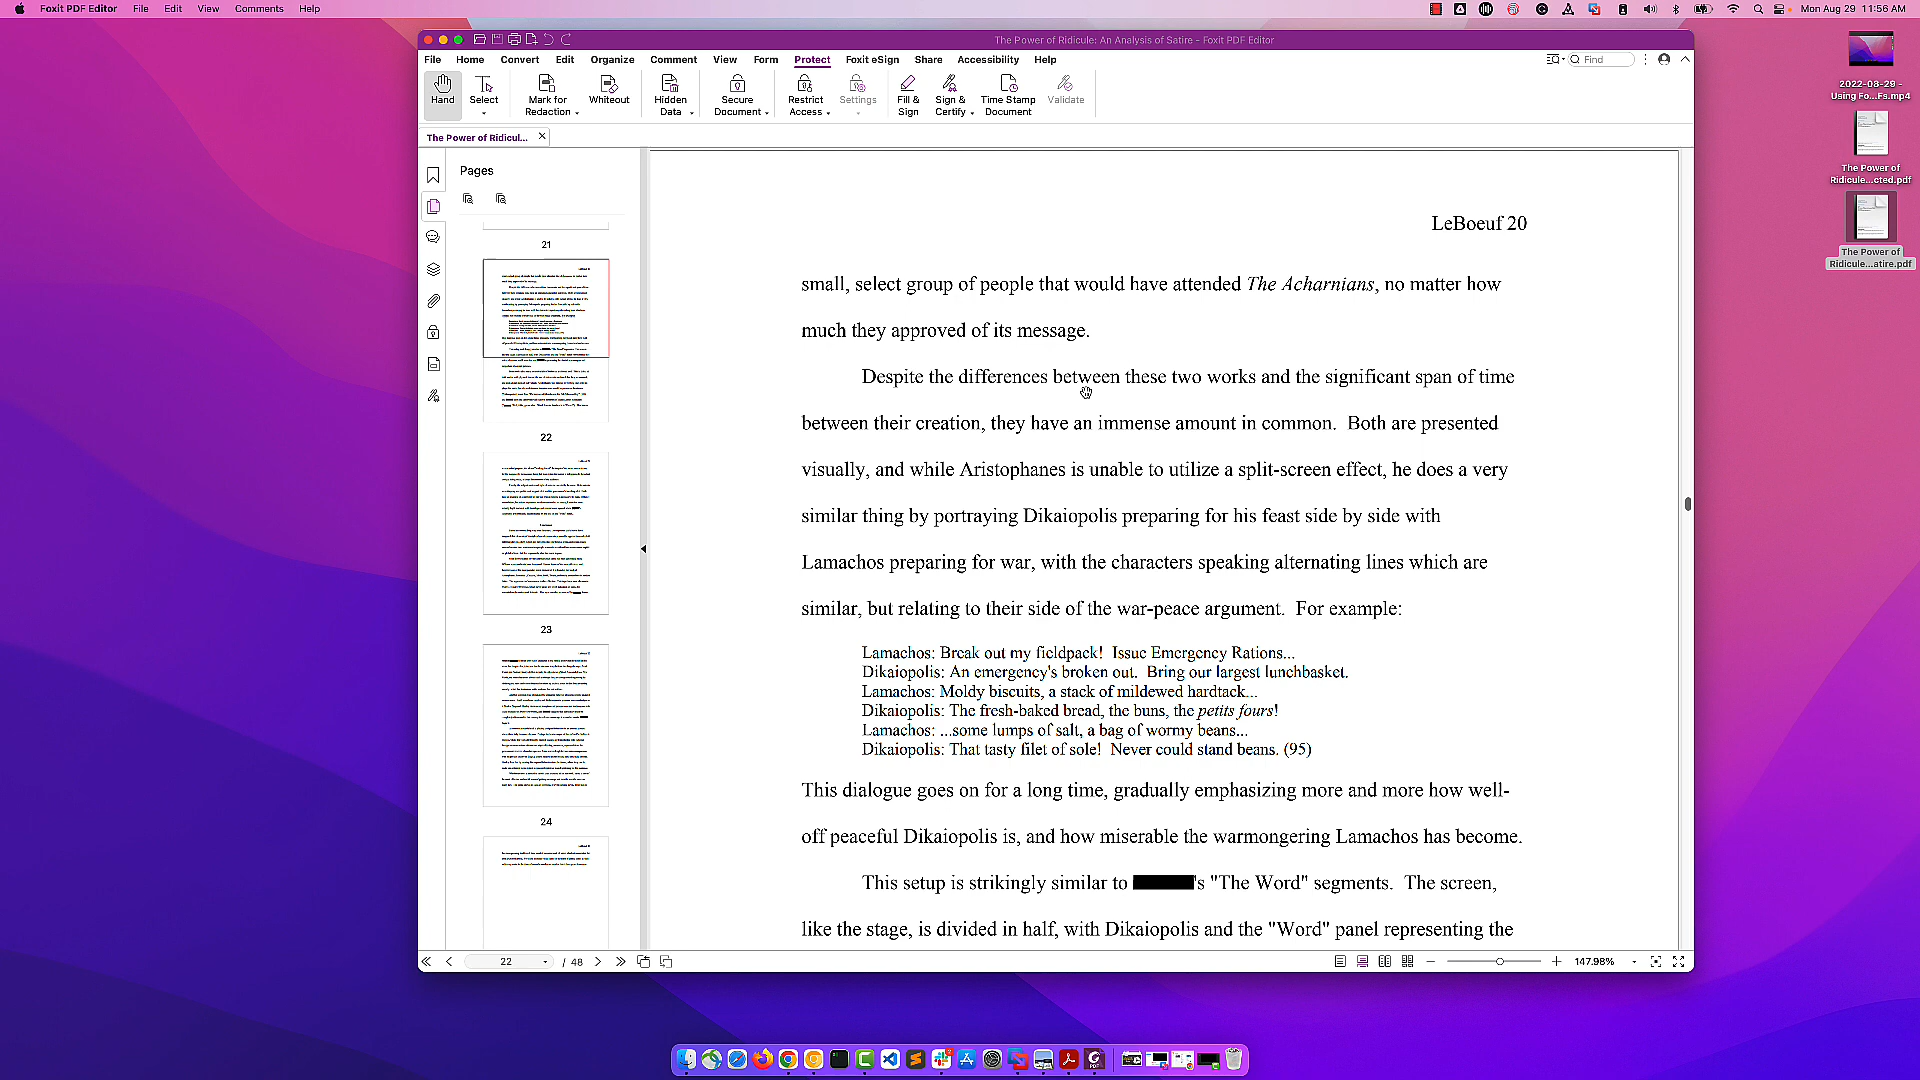 Foxit PDF Editor File Edit View Comments Help
Mon Aug 29 11:56 AM
The Power of Ridicule: An Analysis of Satire - Foxit PDF Editor
File Home Convert Edit Organize Comment View Form Protect Foxit eSign Share Accessibility Help
Find
Hand
Select
Mark for Redaction
Whiteout
Hidden Data
Secure Document
Restrict Access
Settings
Fill & Sign
Sign & Certify
Time Stamp Document
Validate
The Power of Ridicul...
Pages
21
22
23
24
LeBoeuf 20
small, select group of people that would have attended The Acharnians, no matter how
much they approved of its message.
Despite the differences between these two works and the significant span of time
between their creation, they have an immense amount in common.  Both are presented
visually, and while Aristophanes is unable to utilize a split-screen effect, he does a very
similar thing by portraying Dikaiopolis preparing for his feast side by side with
Lamachos preparing for war, with the characters speaking alternating lines which are
similar, but relating to their side of the war-peace argument.  For example:
Lamachos: Break out my fieldpack!  Issue Emergency Rations...
Dikaiopolis: An emergency's broken out.  Bring our largest lunchbasket.
Lamachos: Moldy biscuits, a stack of mildewed hardtack...
Dikaiopolis: The fresh-baked bread, the buns, the petits fours!
Lamachos: ...some lumps of salt, a bag of wormy beans...
Dikaiopolis: That tasty filet of sole!  Never could stand beans. (95)
This dialogue goes on for a long time, gradually emphasizing more and more how well-
off peaceful Dikaiopolis is, and how miserable the warmongering Lamachos has become.
This setup is strikingly similar to 's "The Word" segments.  The screen,
like the stage, is divided in half, with Dikaiopolis and the "Word" panel representing the
22 / 48
147.98%
2022-08-29 -
Using Fo...Fs.mp4
The Power of
Ridicule...cted.pdf
The Power of
Ridicule...atire.pdf